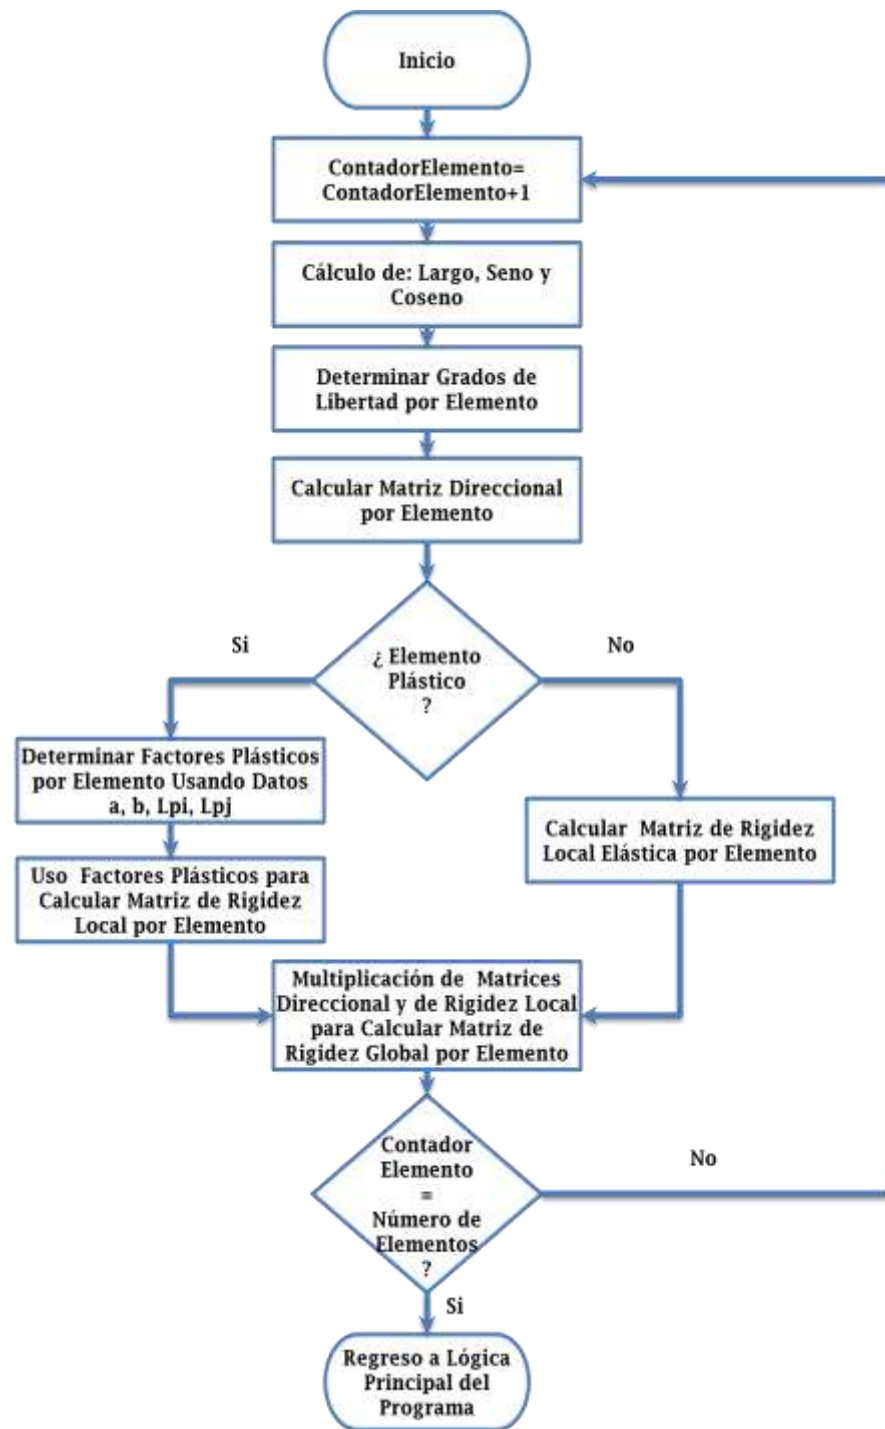 Inicio
ContadorElemento=
ContadorElemento+1
Cálculo de: Largo, Seno y
Coseno
Determinar Grados de
Libertad por Elemento
Calcular Matriz Direccional
por Elemento
¿ Elemento
Plástico
?
Si
No
Determinar Factores Plásticos
por Elemento Usando Datos
a, b, Lpi, Lpj
Uso Factores Plásticos para
Calcular Matriz de Rigidez
Local por Elemento
Calcular Matriz de Rigidez
Local Elástica por Elemento
Multiplicación de Matrices
Direccional y de Rigidez Local
para Calcular Matriz de
Rigidez Global por Elemento
Contador
Elemento
=
Número de
Elementos
?
No
Si
Regreso a Lógica
Principal del
Programa